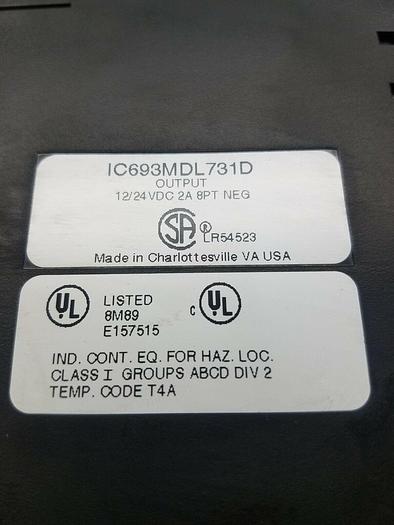 IC693MDL731D
OUTPUT
12/24VDC 2A 8PT NEG
SA ® LR54523
Made in Charlottesville VA USA
UL LISTED c UL
8M89
E157515
IND. CONT. EQ. FOR HAZ. LOC.
CLASS I GROUPS ABCD DIV 2
TEMP. CODE T4A